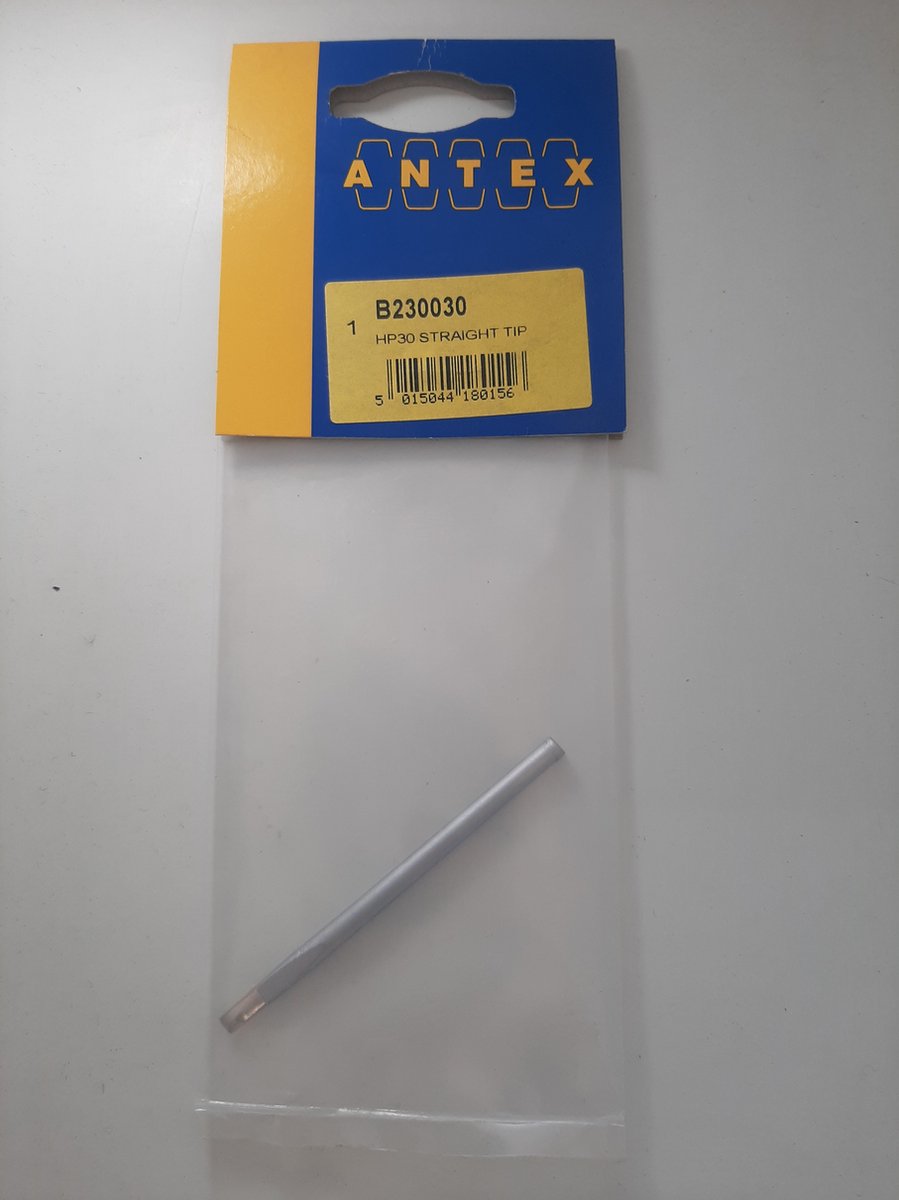 ANTEX
B230030
1
HP30 STRAIGHT TIP
5 015044 180156